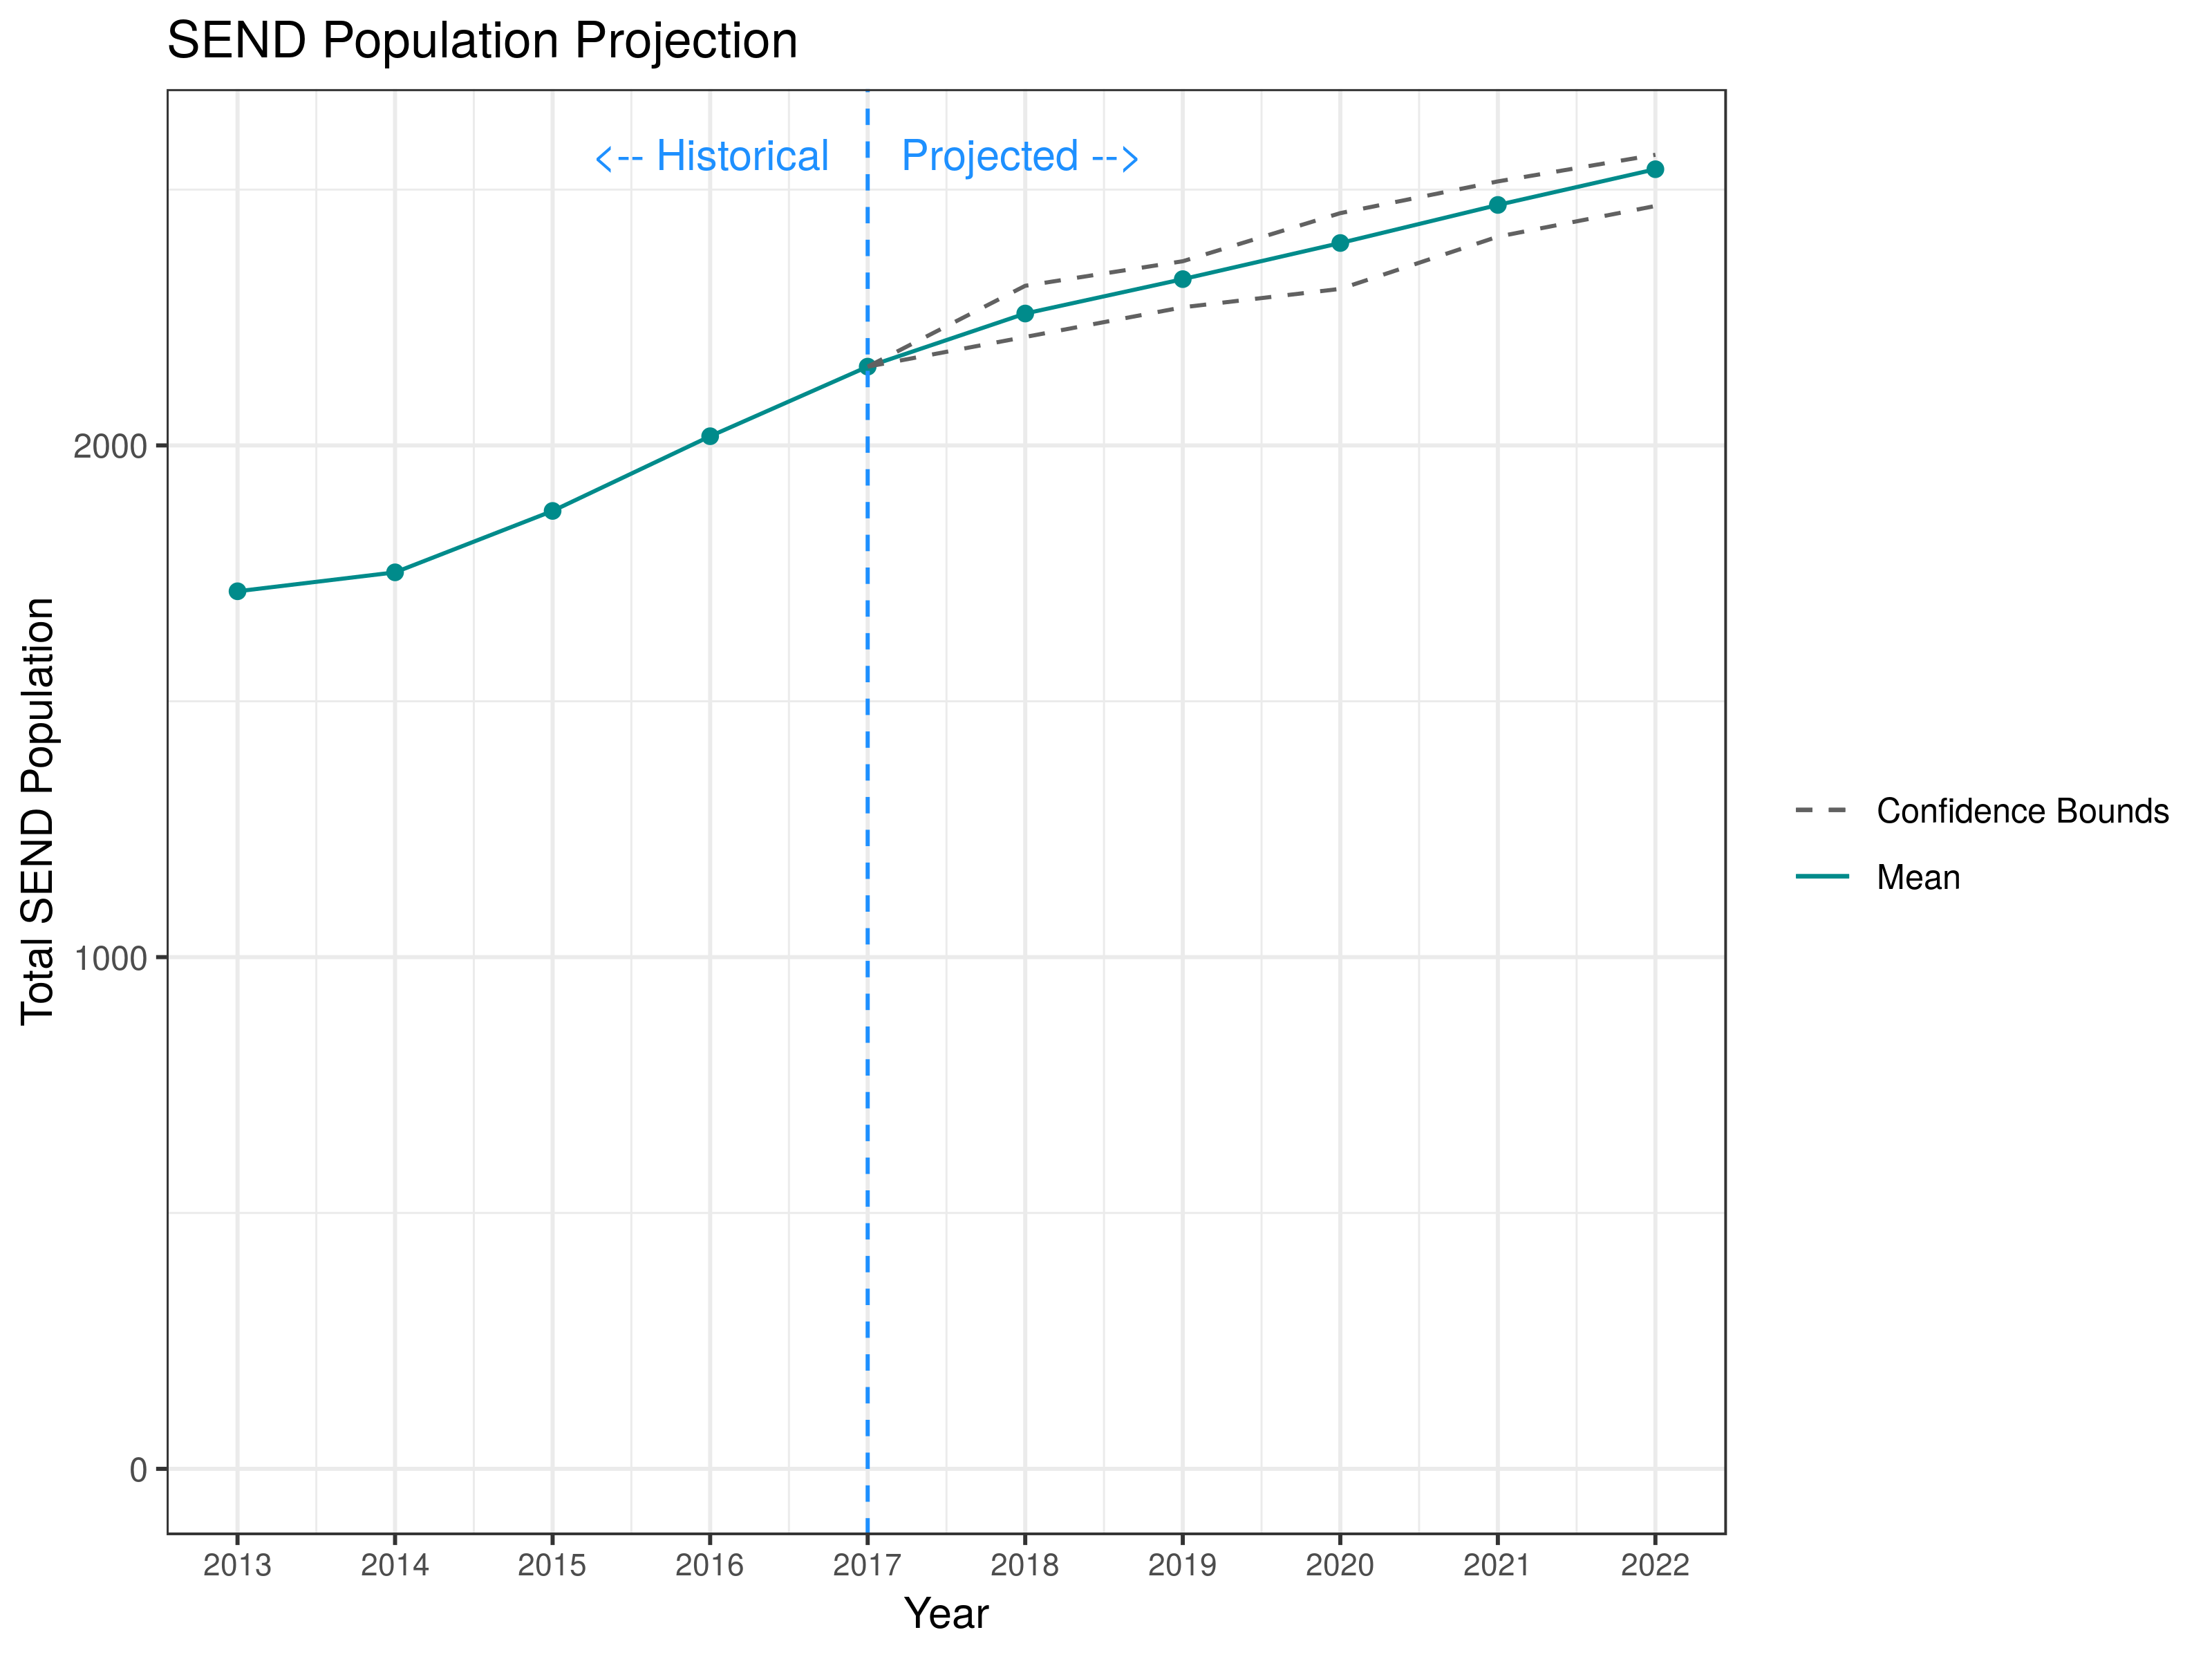 SEND Population Projection
<-- Historical
Projected -->
Total SEND Population
2000
1000
0
2013
2014
2015
2016
2017
2018
2019
2020
2021
2022
Year
Confidence Bounds
Mean